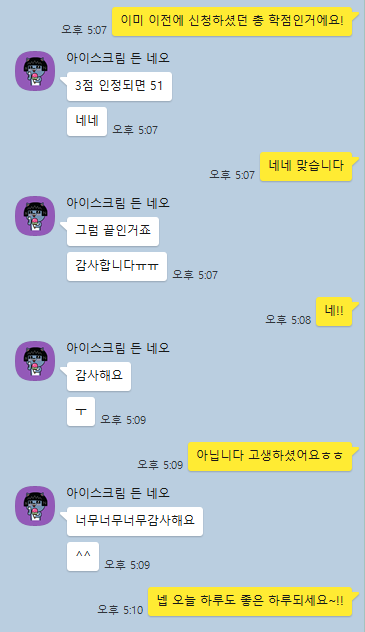 이미 이전에 신청하셨던 총 학점인거에요!
오후 5:07
아이스크림 든 네오
3점 인정되면 51
네네
오후 5:07
네네 맞습니다
오후 5:07
아이스크림 든 네오
그럼 끝인거죠
감사합니다ㅠㅠ
오후 5:07
네!!
오후 5:08
아이스크림 든 네오
감사해요
ㅜ
오후 5:09
아닙니다 고생하셨어요ㅎㅎ
오후 5:09
아이스크림 든 네오
너무너무너무감사해요
^^
오후 5:09
넵 오늘 하루도 좋은 하루되세요~!!
오후 5:10